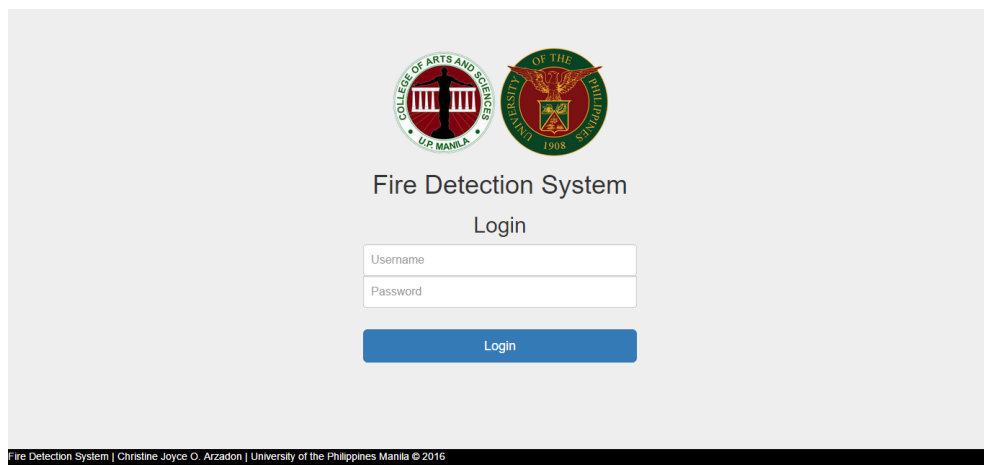 COLLEGE OF ARTS AND SCIENCES
U.P. MANILA
UNIVERSITY OF THE PHILIPPINES
1908
Fire Detection System
Login
Username
Password
Login
Fire Detection System | Christine Joyce O. Arzadon | University of the Philippines Manila © 2016